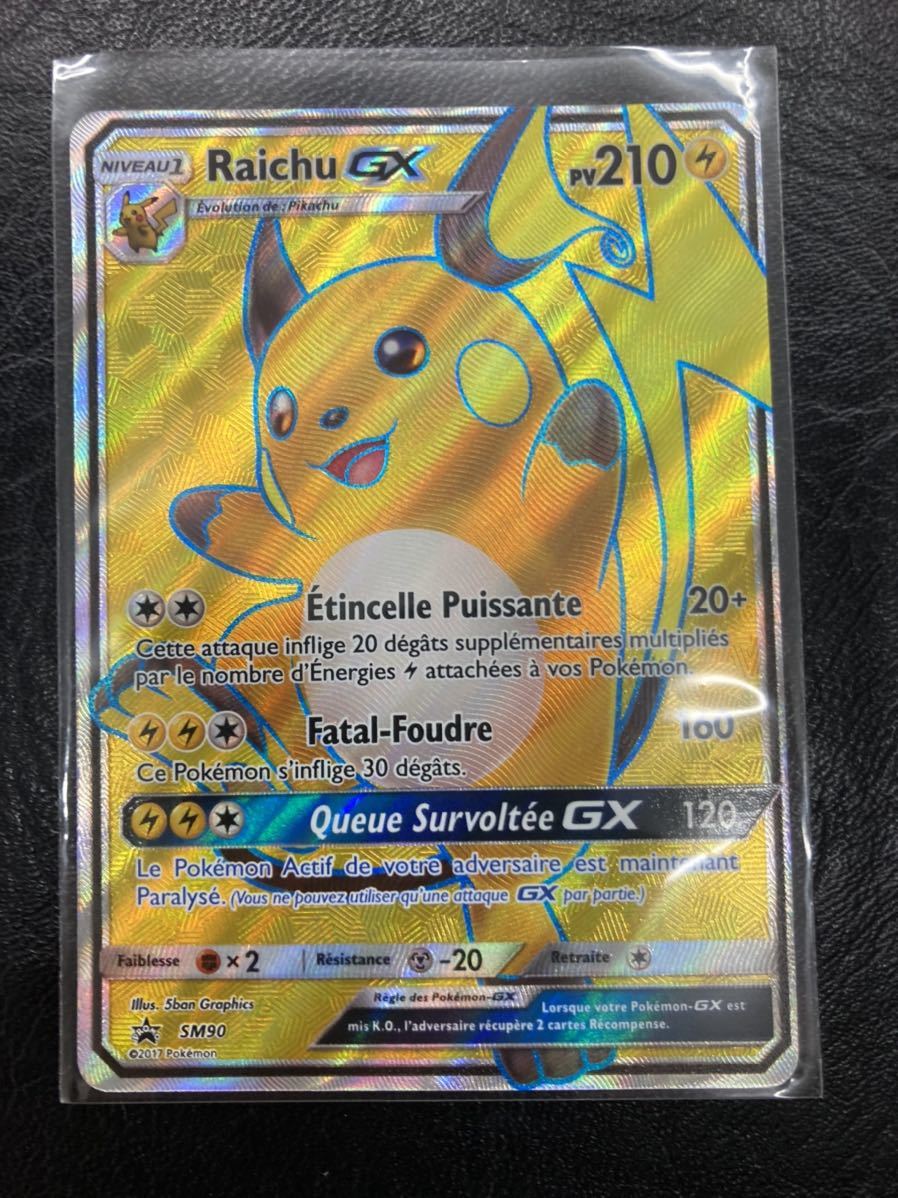 NIVEAU 1 Raichu GX PV 210
Évolution de : Pikachu
Étincelle Puissante 20+
Cette attaque inflige 20 dégâts supplémentaires multipliés
par le nombre d'Énergies attachées à vos Pokémon.
Fatal-Foudre 160
Ce Pokémon s'inflige 30 dégâts.
Queue Survoltée GX 120
Le Pokémon Actif de votre adversaire est maintenant
Paralysé. (Vous ne pouvez utiliser qu'une attaque GX par partie.)
Faiblesse × 2 Résistance -20 Retraite
Illus. 5ban Graphics
Règle des Pokémon-GX Lorsque votre Pokémon-GX est
mis K.O., l'adversaire récupère 2 cartes Récompense.
SM90
©2017 Pokémon